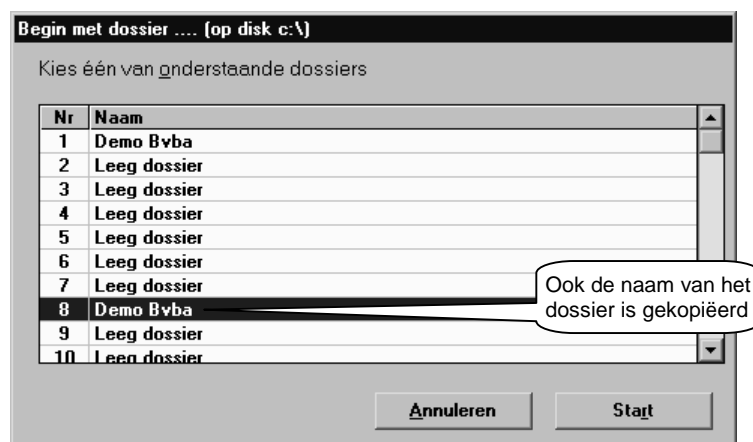 Begin met dossier .... (op disk c:\)
Kies één van onderstaande dossiers
Nr Naam
1 Demo Bvba
2 Leeg dossier
3 Leeg dossier
4 Leeg dossier
5 Leeg dossier
6 Leeg dossier
7 Leeg dossier
8 Demo Bvba
9 Leeg dossier
10 Leeg dossier
Ook de naam van het
dossier is gekopiëerd
Annuleren Start